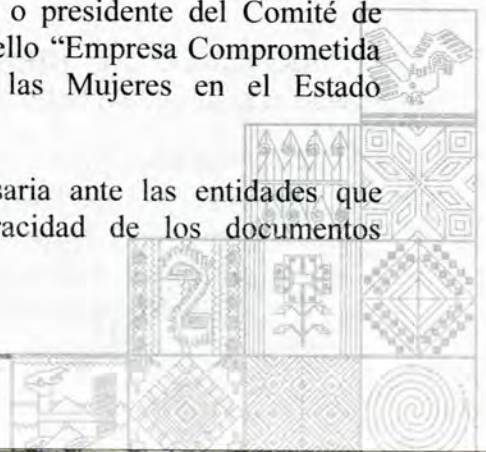 o presidente del Comité de
ello “Empresa Comprometida
las Mujeres en el Estado
saria ante las entidades que
racidad de los documentos